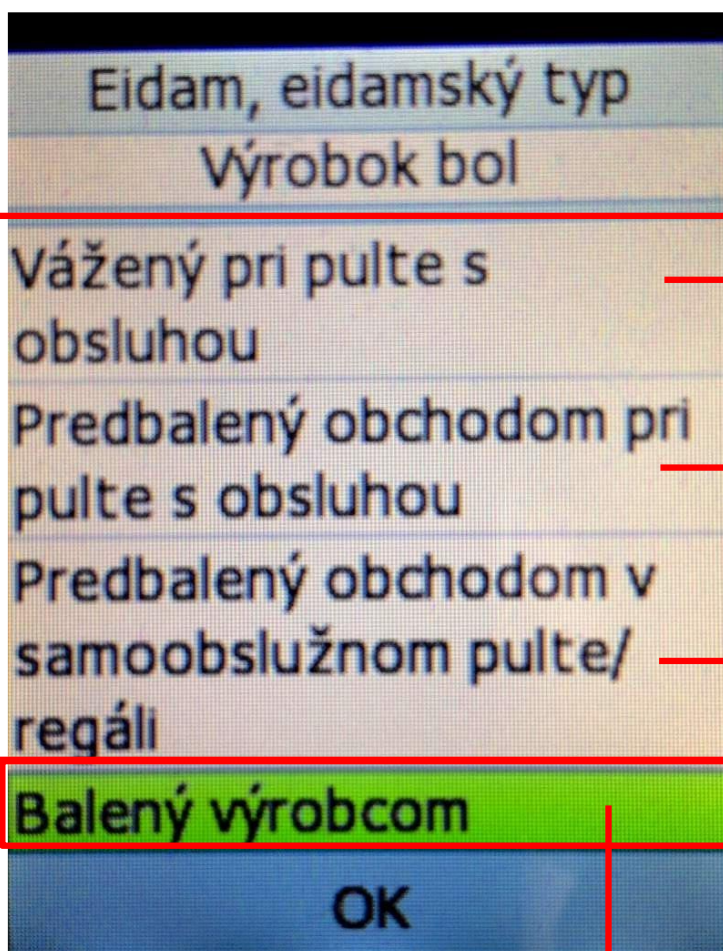 Eidam, eidamský typ
Výrobok bol
Vážený pri pulte s
obsluhou
Predbalený obchodom pri
pulte s obsluhou
Predbalený obchodom v
samoobslužnom pulte/
regáli
Balený výrobcom
OK